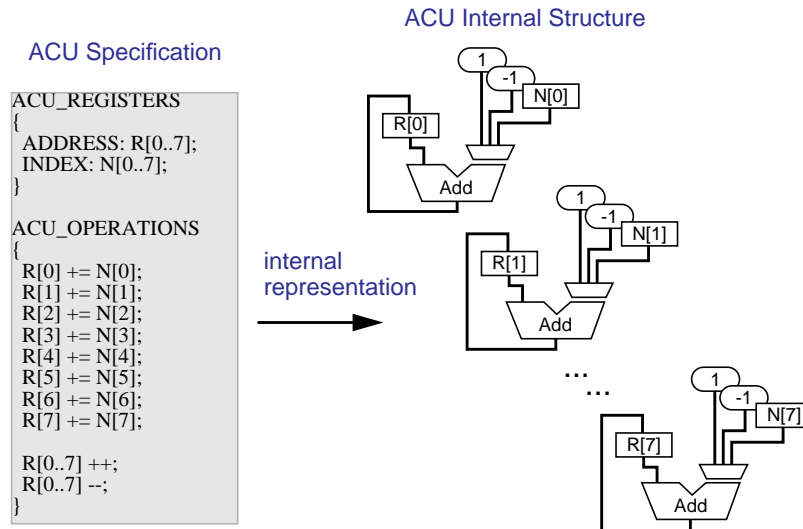 ACU Specification
ACU_REGISTERS
{
ADDRESS: R[0..7];
INDEX: N[0..7];
}
ACU_OPERATIONS
{
R[0] += N[0];
R[1] += N[1];
R[2] += N[2];
R[3] += N[3];
R[4] += N[4];
R[5] += N[5];
R[6] += N[6];
R[7] += N[7];
R[0..7] ++;
R[0..7] --;
}
internal
representation
ACU Internal Structure
1
-1
N[0]
R[0]
Add
1
-1
N[1]
R[1]
Add
...
...
1
-1
N[7]
R[7]
Add